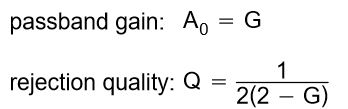 passband gain: A₀ = G
rejection quality: Q = 1 / 2(2 − G)